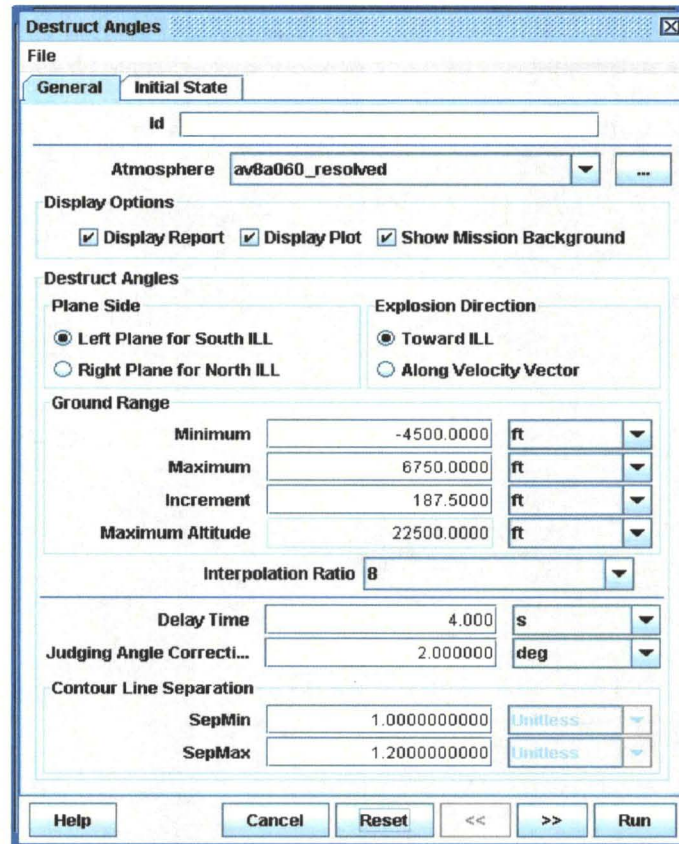 Destruct Angles
File
General Initial State
Id
Atmosphere av8a060_resolved ...
Display Options
Display Report Display Plot Show Mission Background
Destruct Angles
Plane Side Explosion Direction
Left Plane for South ILL Toward ILL
Right Plane for North ILL Along Velocity Vector
Ground Range
Minimum -4500.0000 ft
Maximum 6750.0000 ft
Increment 187.5000 ft
Maximum Altitude 22500.0000 ft
Interpolation Ratio 8
Delay Time 4.000 s
Judging Angle Correcti... 2.000000 deg
Contour Line Separation
SepMin 1.0000000000 Unitless
SepMax 1.2000000000 Unitless
Help Cancel Reset << >> Run